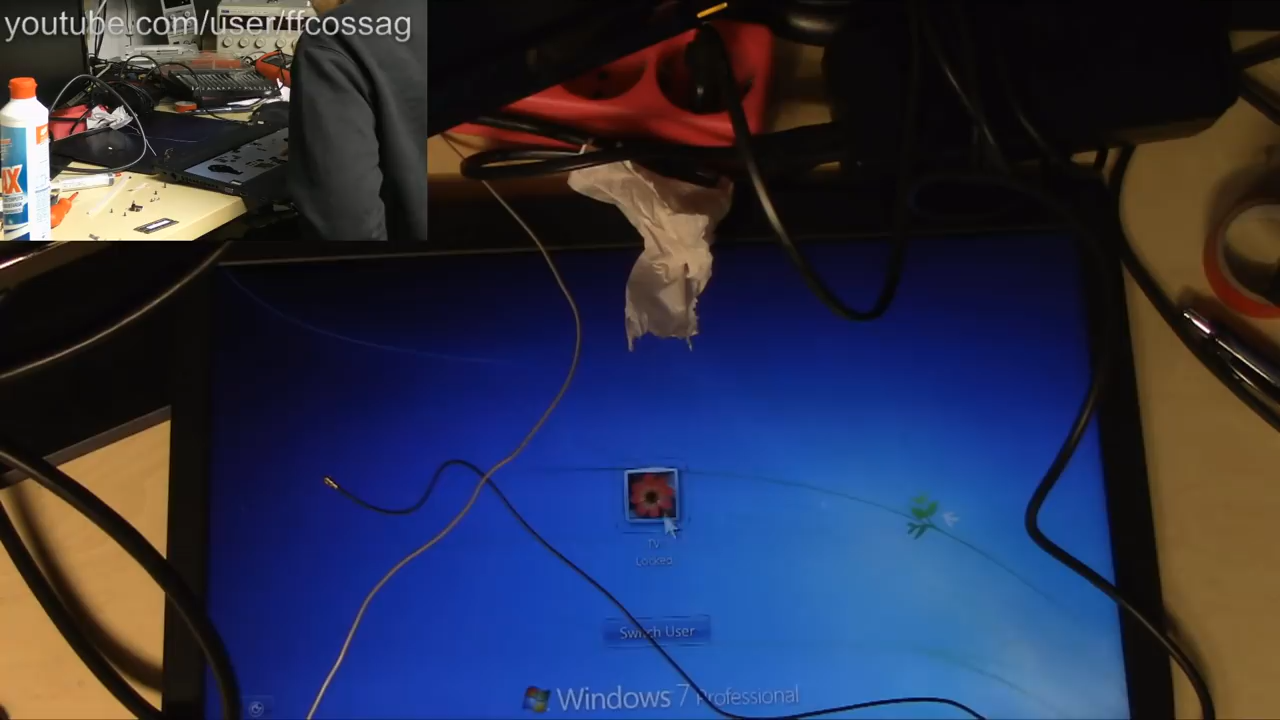 youtube.com/user/ffcossag
TV
Locked
Switch User
Windows 7 Professional